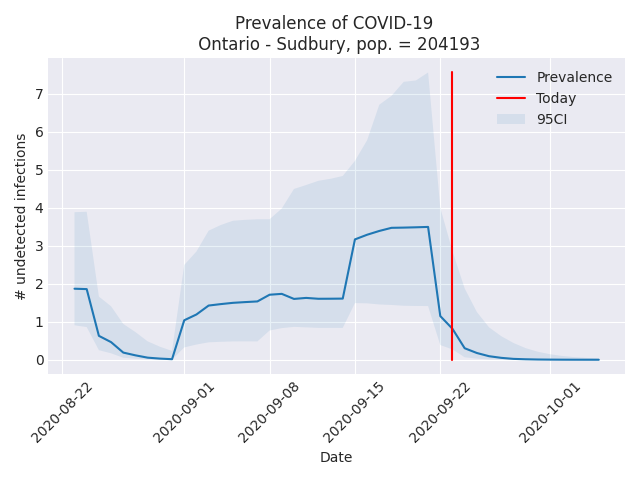 Prevalence of COVID-19
Ontario - Sudbury, pop. = 204193
Prevalence
Today
95CI
# undetected infections
7
6
5
4
3
2
1
0
2020-08-22
2020-09-01
2020-09-08
2020-09-15
2020-09-22
2020-10-01
Date